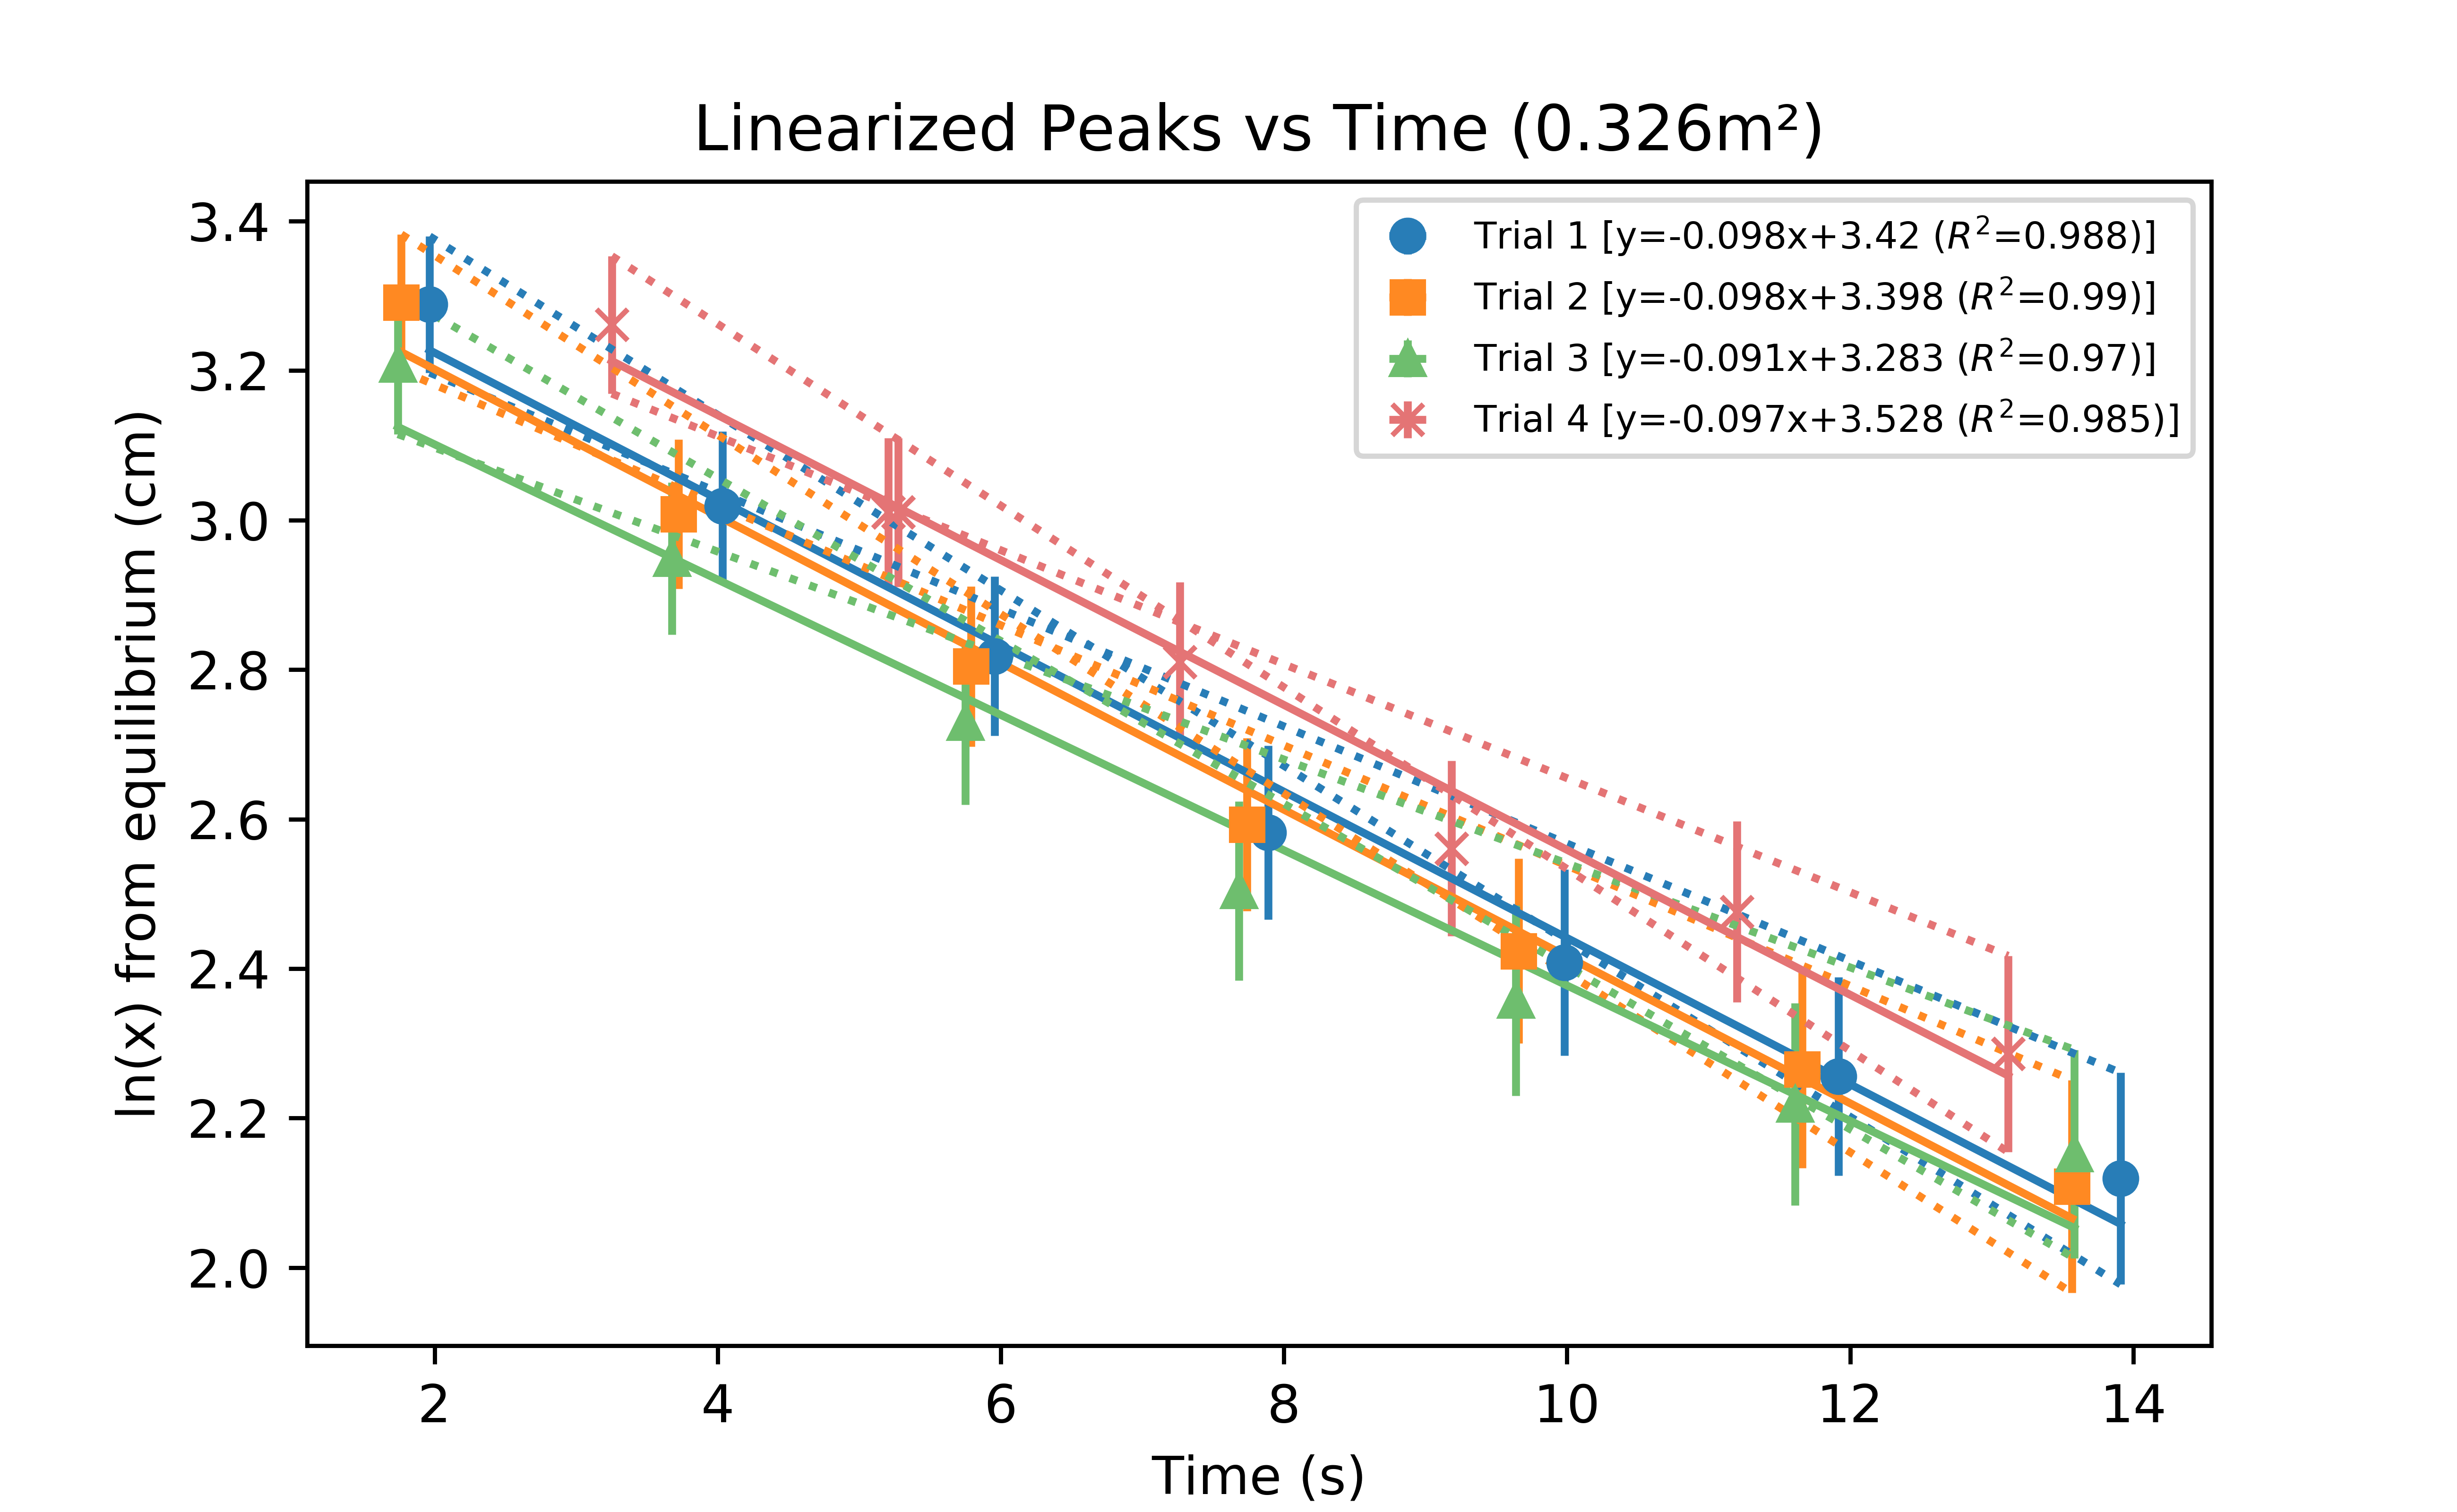 Linearized Peaks vs Time (0.326m²)
3.4
3.2
3.0
2.8
2.6
2.4
2.2
2.0
ln(x) from equilibrium (cm)
Trial 1 [y=-0.098x+3.42 (R²=0.988)]
Trial 2 [y=-0.098x+3.398 (R²=0.99)]
Trial 3 [y=-0.091x+3.283 (R²=0.97)]
Trial 4 [y=-0.097x+3.528 (R²=0.985)]
2 4 6 8 10 12 14
Time (s)